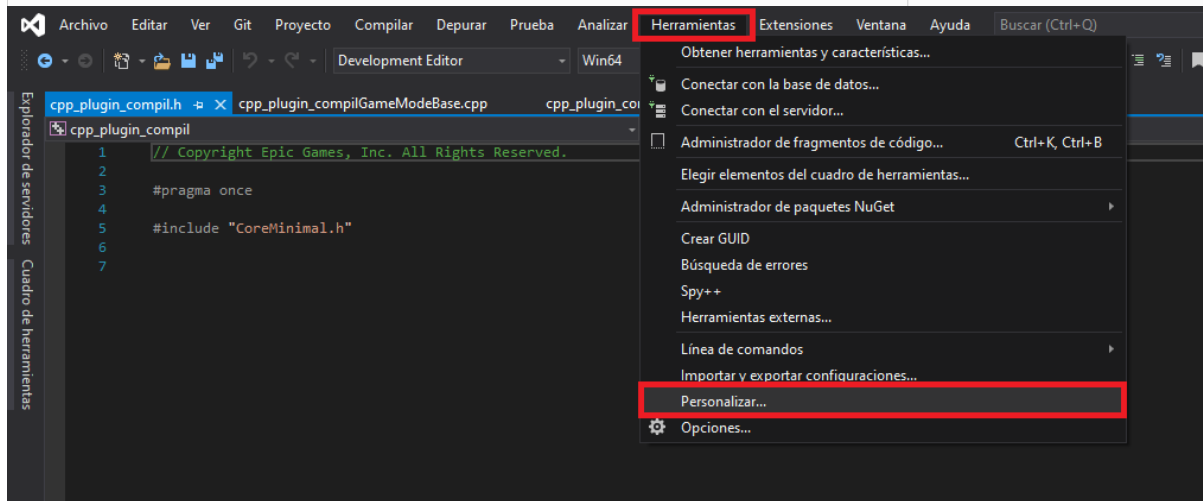 Archivo Editar Ver Git Proyecto Compilar Depurar Prueba Analizar Herramientas Extensiones Ventana Ayuda Buscar (Ctrl+Q)
Development Editor Win64
cpp_plugin_compil.h cpp_plugin_compilGameModeBase.cpp cpp_plugin_co
cpp_plugin_compil
1 // Copyright Epic Games, Inc. All Rights Reserved.
2
3 #pragma once
4
5 #include "CoreMinimal.h"
6
7
Explorador de servidores
Cuadro de herramientas
Obtener herramientas y características...
Conectar con la base de datos...
Conectar con el servidor...
Administrador de fragmentos de código... Ctrl+K, Ctrl+B
Elegir elementos del cuadro de herramientas...
Administrador de paquetes NuGet
Crear GUID
Búsqueda de errores
Spy++
Herramientas externas...
Línea de comandos
Importar y exportar configuraciones...
Personalizar...
Opciones...